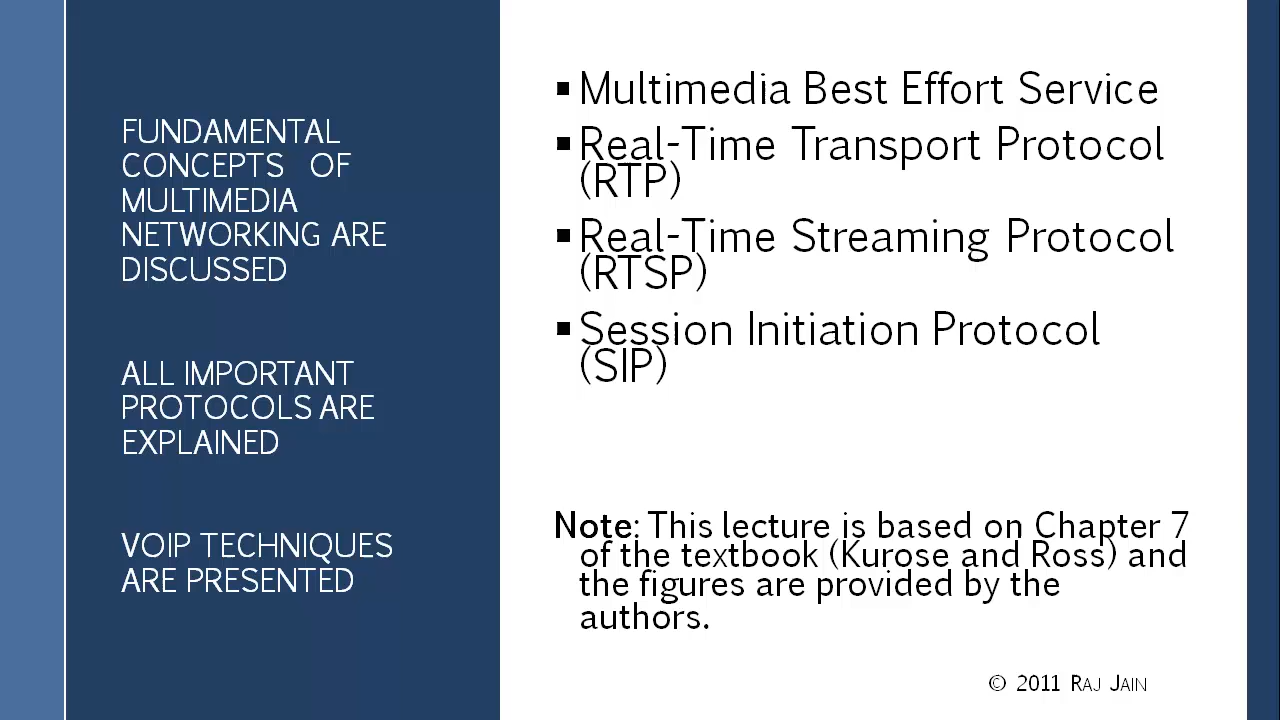 FUNDAMENTAL
CONCEPTS OF
MULTIMEDIA
NETWORKING ARE
DISCUSSED
ALL IMPORTANT
PROTOCOLS ARE
EXPLAINED
VOIP TECHNIQUES
ARE PRESENTED
▪ Multimedia Best Effort Service
▪ Real-Time Transport Protocol
(RTP)
▪ Real-Time Streaming Protocol
(RTSP)
▪ Session Initiation Protocol
(SIP)
Note: This lecture is based on Chapter 7
of the textbook (Kurose and Ross) and
the figures are provided by the
authors.
© 2011 RAJ JAIN